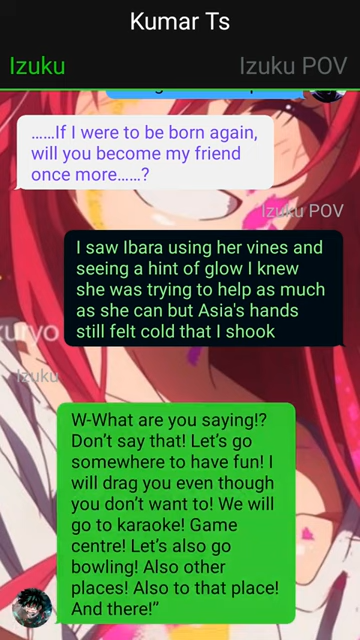 Kumar Ts
Izuku
Izuku POV
……If I were to be born again,
will you become my friend
once more……?
Izuku POV
I saw Ibara using her vines and
seeing a hint of glow I knew
she was trying to help as much
as she can but Asia's hands
still felt cold that I shook
kuryo
Izuku
W-What are you saying!?
Don’t say that! Let’s go
somewhere to have fun! I
will drag you even though
you don’t want to! We will
go to karaoke! Game
centre! Let’s also go
bowling! Also other
places! Also to that place!
And there!”